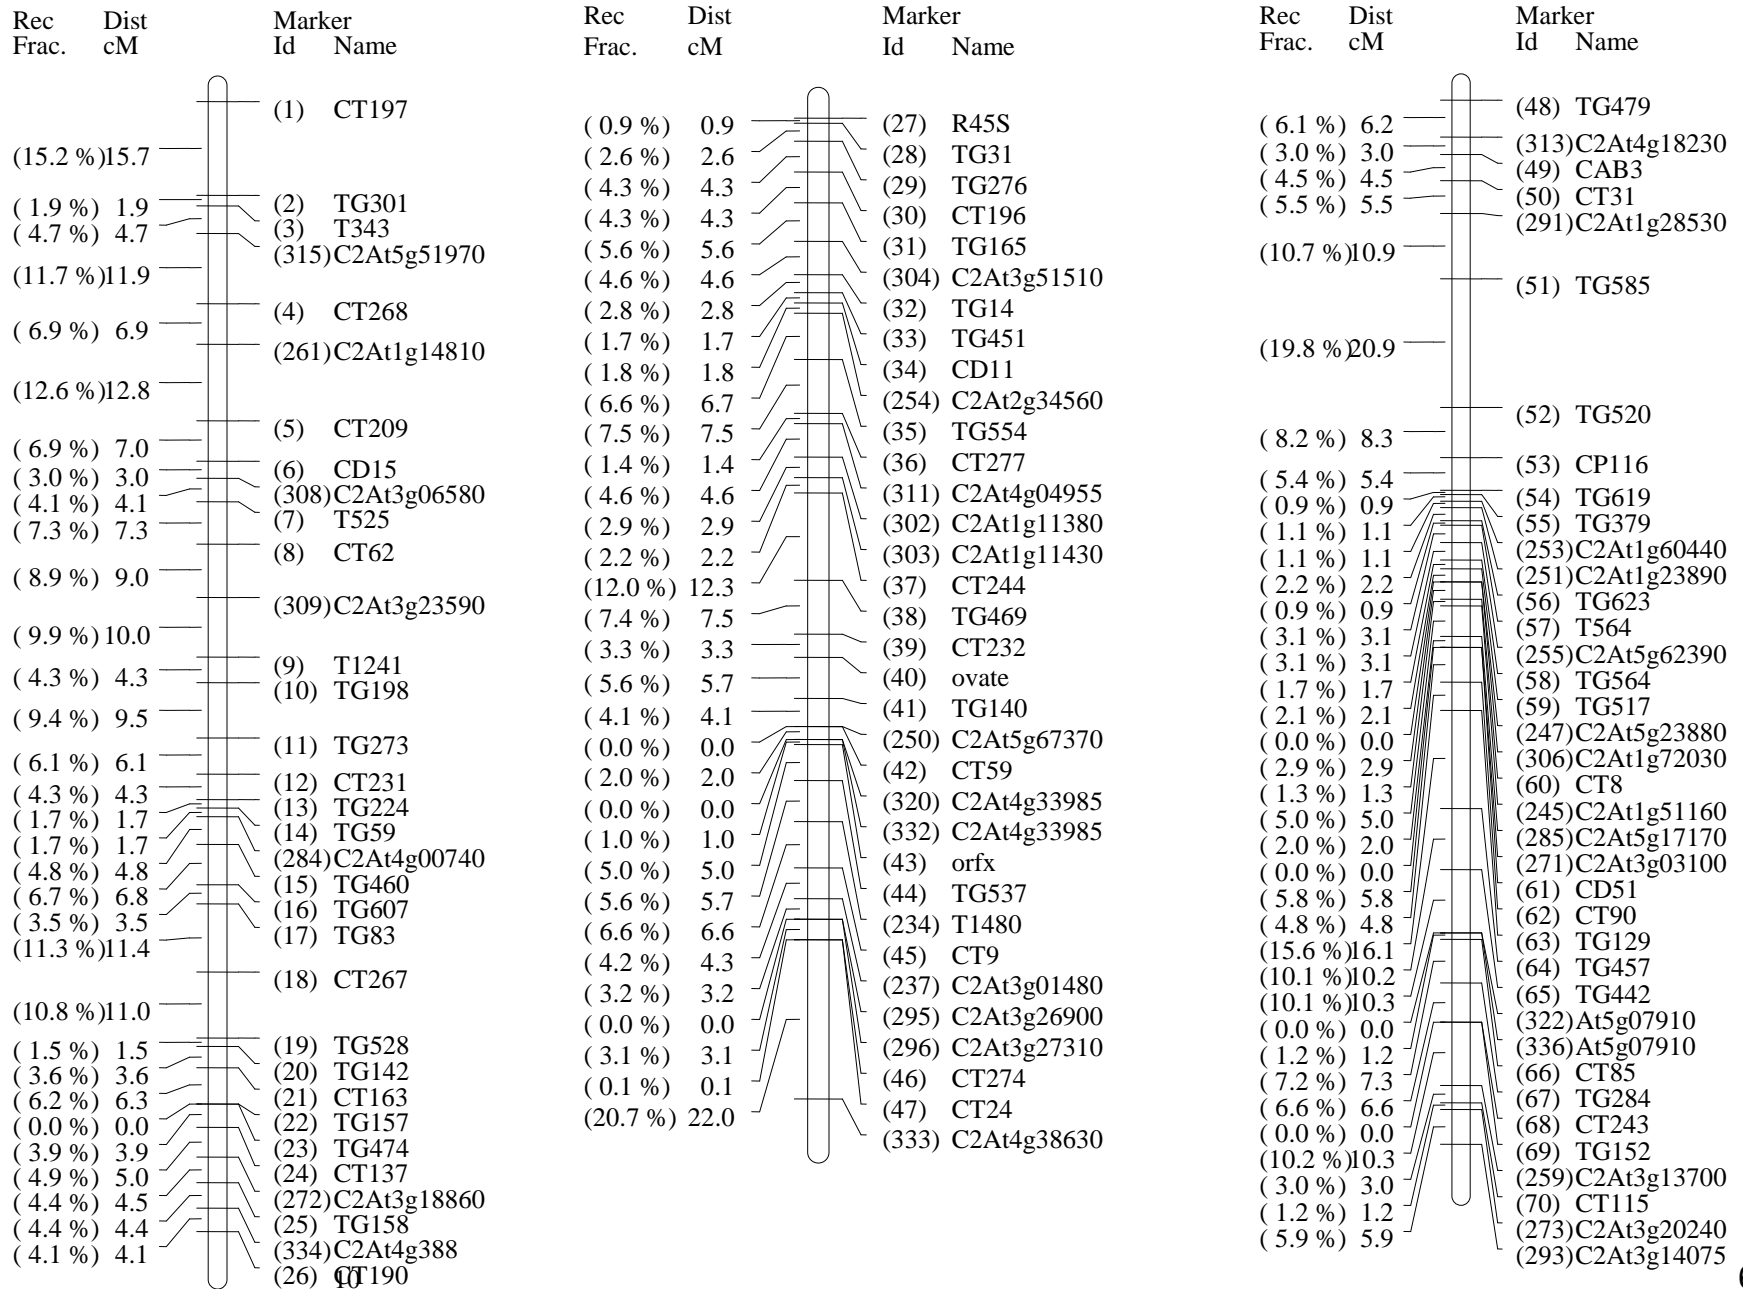 Rec Dist Marker
Frac. cM Id Name
(1) CT197
(15.2 %)15.7
(2) TG301
( 1.9 %) 1.9
(3) T343
( 4.7 %) 4.7
(315)C2At5g51970
(11.7 %)11.9
(4) CT268
( 6.9 %) 6.9
(261)C2At1g14810
(12.6 %)12.8
(5) CT209
( 6.9 %) 7.0
(6) CD15
( 3.0 %) 3.0
(308)C2At3g06580
( 4.1 %) 4.1
(7) T525
( 7.3 %) 7.3
(8) CT62
( 8.9 %) 9.0
(309)C2At3g23590
( 9.9 %) 10.0
(9) T1241
( 4.3 %) 4.3
(10) TG198
( 9.4 %) 9.5
(11) TG273
( 6.1 %) 6.1
(12) CT231
( 4.3 %) 4.3
(13) TG224
( 1.7 %) 1.7
(14) TG59
( 1.7 %) 1.7
(284)C2At4g00740
( 4.8 %) 4.8
(15) TG460
( 6.7 %) 6.8
(16) TG607
( 3.5 %) 3.5
(17) TG83
(11.3 %)11.4
(18) CT267
(10.8 %)11.0
(19) TG528
( 1.5 %) 1.5
(20) TG142
( 3.6 %) 3.6
(21) CT163
( 6.2 %) 6.3
(22) TG157
( 0.0 %) 0.0
(23) TG474
( 3.9 %) 3.9
(24) CT137
( 4.9 %) 5.0
(272)C2At3g18860
( 4.4 %) 4.5
(25) TG158
( 4.4 %) 4.4
(334)C2At4g388
( 4.1 %) 4.1
(26) CT190
10
Rec Dist Marker
Frac. cM Id Name
( 0.9 %) 0.9 (27) R45S
( 2.6 %) 2.6 (28) TG31
( 4.3 %) 4.3 (29) TG276
( 4.3 %) 4.3 (30) CT196
( 5.6 %) 5.6 (31) TG165
( 4.6 %) 4.6 (304) C2At3g51510
( 2.8 %) 2.8 (32) TG14
( 1.7 %) 1.7 (33) TG451
( 1.8 %) 1.8 (34) CD11
( 6.6 %) 6.7 (254) C2At2g34560
( 7.5 %) 7.5 (35) TG554
( 1.4 %) 1.4 (36) CT277
( 4.6 %) 4.6 (311) C2At4g04955
( 2.9 %) 2.9 (302) C2At1g11380
( 2.2 %) 2.2 (303) C2At1g11430
(12.0 %) 12.3 (37) CT244
( 7.4 %) 7.5 (38) TG469
( 3.3 %) 3.3 (39) CT232
( 5.6 %) 5.7 (40) ovate
( 4.1 %) 4.1 (41) TG140
( 0.0 %) 0.0 (250) C2At5g67370
( 2.0 %) 2.0 (42) CT59
( 0.0 %) 0.0 (320) C2At4g33985
( 1.0 %) 1.0 (332) C2At4g33985
( 5.0 %) 5.0 (43) orfx
( 5.6 %) 5.7 (44) TG537
( 6.6 %) 6.6 (234) T1480
( 4.2 %) 4.3 (45) CT9
( 3.2 %) 3.2 (237) C2At3g01480
( 0.0 %) 0.0 (295) C2At3g26900
( 3.1 %) 3.1 (296) C2At3g27310
( 0.1 %) 0.1 (46) CT274
(20.7 %) 22.0 (47) CT24
(333) C2At4g38630
Rec Dist Marker
Frac. cM Id Name
(48) TG479
( 6.1 %) 6.2
(313)C2At4g18230
( 3.0 %) 3.0
(49) CAB3
( 4.5 %) 4.5
(50) CT31
( 5.5 %) 5.5
(291)C2At1g28530
(10.7 %)10.9
(51) TG585
(19.8 %)20.9
(52) TG520
( 8.2 %) 8.3
(53) CP116
( 5.4 %) 5.4
(54) TG619
( 0.9 %) 0.9
(55) TG379
( 1.1 %) 1.1
(253)C2At1g60440
( 1.1 %) 1.1
(251)C2At1g23890
( 2.2 %) 2.2
(56) TG623
( 0.9 %) 0.9
(57) T564
( 3.1 %) 3.1
(255)C2At5g62390
( 3.1 %) 3.1
(58) TG564
( 1.7 %) 1.7
(59) TG517
( 2.1 %) 2.1
(247)C2At5g23880
( 0.0 %) 0.0
(306)C2At1g72030
( 2.9 %) 2.9
(60) CT8
( 1.3 %) 1.3
(245)C2At1g51160
( 5.0 %) 5.0
(285)C2At5g17170
( 2.0 %) 2.0
(271)C2At3g03100
( 0.0 %) 0.0
(61) CD51
( 5.8 %) 5.8
(62) CT90
( 4.8 %) 4.8
(63) TG129
(15.6 %)16.1
(64) TG457
(10.1 %)10.2
(65) TG442
(10.1 %)10.3
(322)At5g07910
( 0.0 %) 0.0
(336)At5g07910
( 1.2 %) 1.2
(66) CT85
( 7.2 %) 7.3
(67) TG284
( 6.6 %) 6.6
(68) CT243
( 0.0 %) 0.0
(69) TG152
(10.2 %)10.3
(259)C2At3g13700
( 3.0 %) 3.0
(70) CT115
( 1.2 %) 1.2
(273)C2At3g20240
( 5.9 %) 5.9
(293)C2At3g14075